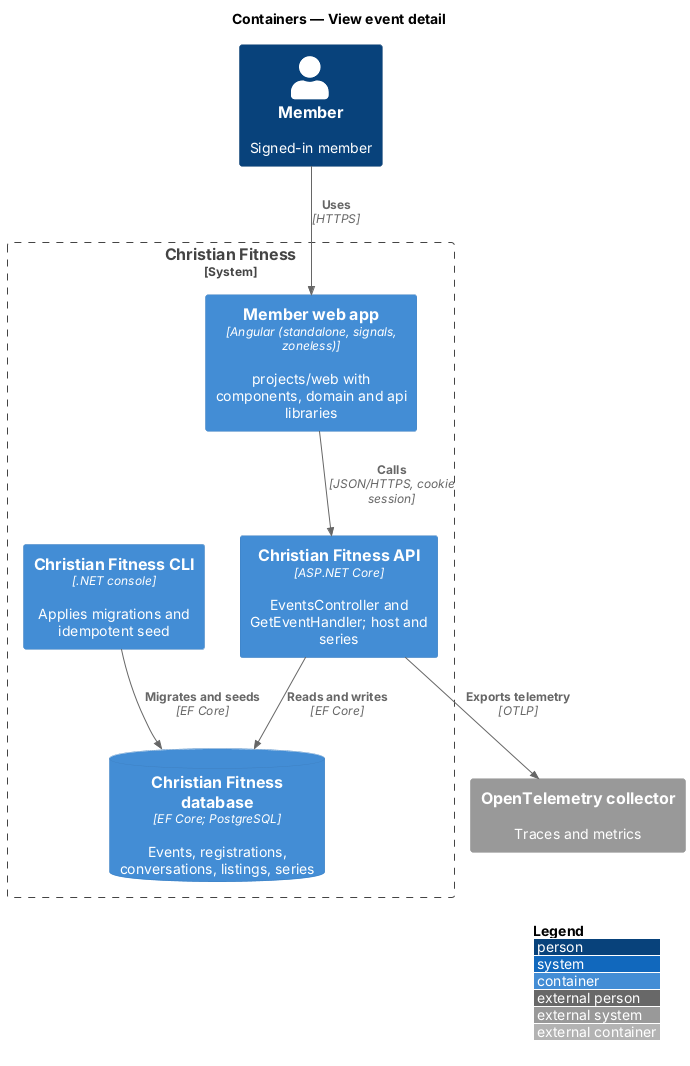 Containers — View event detail
Member
Signed-in member
Uses
[HTTPS]
Christian Fitness
[System]
Member web app
[Angular (standalone, signals,
zoneless)]
projects/web with
components, domain and api
libraries
Calls
[JSON/HTTPS, cookie
session]
Christian Fitness CLI
[.NET console]
Applies migrations and
idempotent seed
Christian Fitness API
[ASP.NET Core]
EventsController and
GetEventHandler; host and
series
Migrates and seeds
[EF Core]
Reads and writes
[EF Core]
Exports telemetry
[OTLP]
Christian Fitness
database
[EF Core; PostgreSQL]
Events, registrations,
conversations, listings, series
OpenTelemetry collector
Traces and metrics
Legend
person
system
container
external person
external system
external container